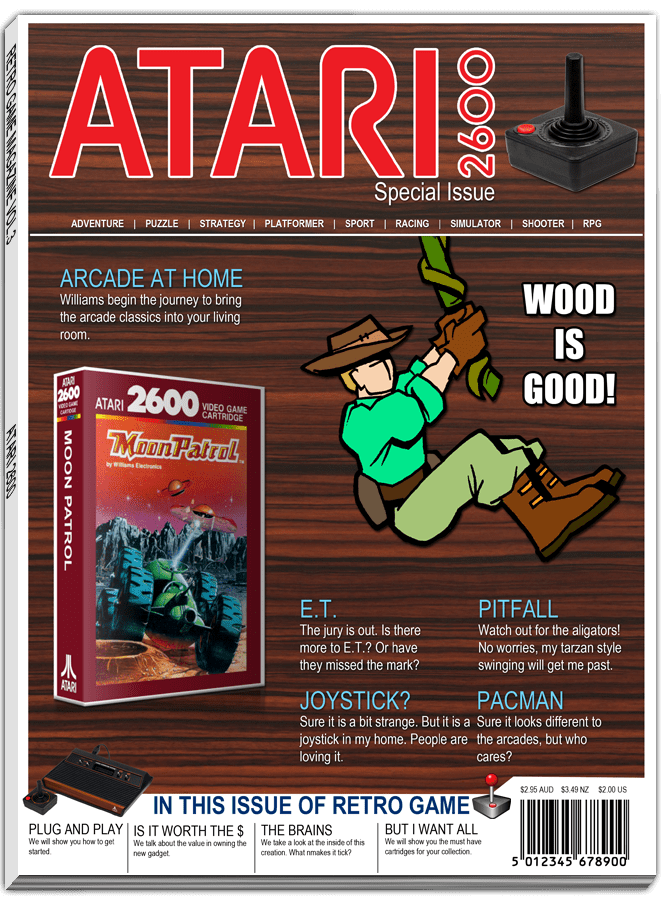 ATARI 2600
Special Issue
ADVENTURE | PUZZLE | STRATEGY | PLATFORMER | SPORT | RACING | SIMULATOR | SHOOTER | RPG
RETRO GAME MAGAZINE VOL.3
ATARI 2600
ARCADE AT HOME
Williams begin the journey to bring
the arcade classics into your living
room.
WOOD
IS
GOOD!
ATARI
2600
VIDEO GAME
CARTRIDGE
MOON PATROL
ATARI
ATARI 2600 VIDEO GAME
CARTRIDGE
Moon Patrol
by Williams Electronics
E.T.
The jury is out. Is there
more to E.T.? Or have
they missed the mark?
PITFALL
Watch out for the aligators!
No worries, my tarzan style
swinging will get me past.
JOYSTICK?
Sure it is a bit strange. But it is a
joystick in my home. People are
loving it.
PACMAN
Sure it looks different to
the arcades, but who
cares?
IN THIS ISSUE OF RETRO GAME
PLUG AND PLAY
We will show you how to get
started.
IS IT WORTH THE $
We talk about the value in owning the
new gadget.
THE BRAINS
We take a look at the inside of this
creation. What nmakes it tick?
BUT I WANT ALL
We will show you the must have
cartridges for your collection.
$2.95 AUD $3.49 NZ $2.00 US
5 012345 678900